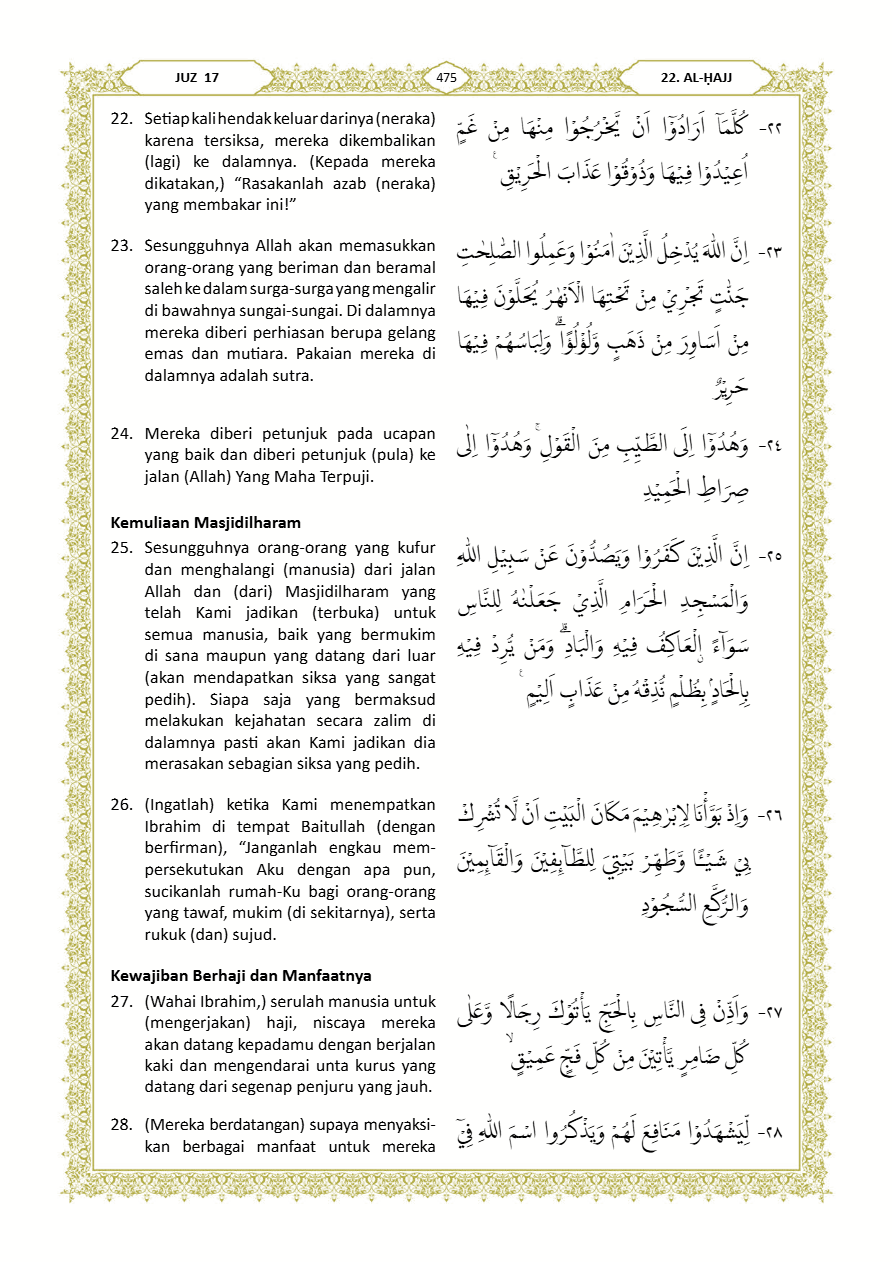 JUZ 17
475
22. AL-ḤAJJ
22. Setiap kali hendak keluar darinya (neraka)
karena tersiksa, mereka dikembalikan
(lagi) ke dalamnya. (Kepada mereka
dikatakan,) “Rasakanlah azab (neraka)
yang membakar ini!”
٢٢- كُلَّمَآ اَرَادُوْٓا اَنْ يَّخْرُجُوْا مِنْهَا مِنْ غَمٍّ
اُعِيْدُوْا فِيْهَا وَذُوْقُوْا عَذَابَ الْحَرِيْقِ ࣖ
23. Sesungguhnya Allah akan memasukkan
orang-orang yang beriman dan beramal
saleh ke dalam surga-surga yang mengalir
di bawahnya sungai-sungai. Di dalamnya
mereka diberi perhiasan berupa gelang
emas dan mutiara. Pakaian mereka di
dalamnya adalah sutra.
٢٣- اِنَّ اللّٰهَ يُدْخِلُ الَّذِيْنَ اٰمَنُوْا وَعَمِلُوا الصّٰلِحٰتِ
جَنّٰتٍ تَجْرِيْ مِنْ تَحْتِهَا الْاَنْهٰرُ يُحَلَّوْنَ فِيْهَا
مِنْ اَسَاوِرَ مِنْ ذَهَبٍ وَّلُؤْلُؤًاۗ وَلِبَاسُهُمْ فِيْهَا
حَرِيْرٌ
24. Mereka diberi petunjuk pada ucapan
yang baik dan diberi petunjuk (pula) ke
jalan (Allah) Yang Maha Terpuji.
٢٤- وَهُدُوْٓا اِلَى الطَّيِّبِ مِنَ الْقَوْلِۚ وَهُدُوْٓا اِلٰى
صِرَاطِ الْحَمِيْدِ
Kemuliaan Masjidilharam
25. Sesungguhnya orang-orang yang kufur
dan menghalangi (manusia) dari jalan
Allah dan (dari) Masjidilharam yang
telah Kami jadikan (terbuka) untuk
semua manusia, baik yang bermukim
di sana maupun yang datang dari luar
(akan mendapatkan siksa yang sangat
pedih). Siapa saja yang bermaksud
melakukan kejahatan secara zalim di
dalamnya pasti akan Kami jadikan dia
merasakan sebagian siksa yang pedih.
٢٥- اِنَّ الَّذِيْنَ كَفَرُوْا وَيَصُدُّوْنَ عَنْ سَبِيْلِ اللّٰهِ
وَالْمَسْجِدِ الْحَرَامِ الَّذِيْ جَعَلْنٰهُ لِلنَّاسِ
سَوَاۤءً ۨالْعَاكِفُ فِيْهِ وَالْبَادِۗ وَمَنْ يُّرِدْ فِيْهِ
بِاِلْحَادٍۢ بِظُلْمٍ نُّذِقْهُ مِنْ عَذَابٍ اَلِيْمٍ ࣖ
26. (Ingatlah) ketika Kami menempatkan
Ibrahim di tempat Baitullah (dengan
berfirman), “Janganlah engkau mem-
persekutukan Aku dengan apa pun,
sucikanlah rumah-Ku bagi orang-orang
yang tawaf, mukim (di sekitarnya), serta
rukuk (dan) sujud.
٢٦- وَاِذْ بَوَّأْنَا لِاِبْرٰهِيْمَ مَكَانَ الْبَيْتِ اَنْ لَّا تُشْرِكْ
بِيْ شَيْـًٔا وَّطَهِّرْ بَيْتِيَ لِلطَّاۤىِٕفِيْنَ وَالْقَاۤىِٕمِيْنَ
وَالرُّكَّعِ السُّجُوْدِ
Kewajiban Berhaji dan Manfaatnya
27. (Wahai Ibrahim,) serulah manusia untuk
(mengerjakan) haji, niscaya mereka
akan datang kepadamu dengan berjalan
kaki dan mengendarai unta kurus yang
datang dari segenap penjuru yang jauh.
٢٧- وَاَذِّنْ فِى النَّاسِ بِالْحَجِّ يَأْتُوْكَ رِجَالًا وَّعَلٰى
كُلِّ ضَامِرٍ يَّأْتِيْنَ مِنْ كُلِّ فَجٍّ عَمِيْقٍۙ
28. (Mereka berdatangan) supaya menyaksi-
kan berbagai manfaat untuk mereka
٢٨- لِّيَشْهَدُوْا مَنَافِعَ لَهُمْ وَيَذْكُرُوا اسْمَ اللّٰهِ فِيْٓ